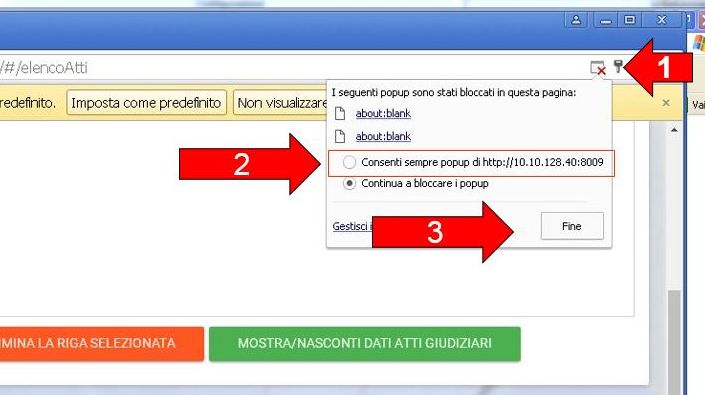 /#/elencoAtti
1
redefinito.
Imposta come predefinito
Non visualizzare
Vai
I seguenti popup sono stati bloccati in questa pagina:
about:blank
about:blank
2
Consenti sempre popup di http://10.10.128.40:8009
Continua a bloccare i popup
Gestisci i
3
Fine
MINA LA RIGA SELEZIONATA
MOSTRA/NASCONDI DATI ATTI GIUDIZIARI